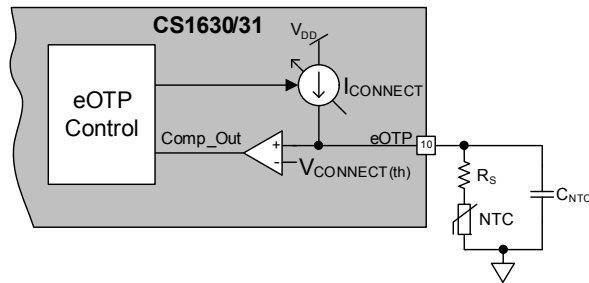 CS1630/31
VDD
eOTP
Control
ICONNECT
Comp_Out
eOTP
10
+
-
VCONNECT(th)
RS
CNTC
NTC